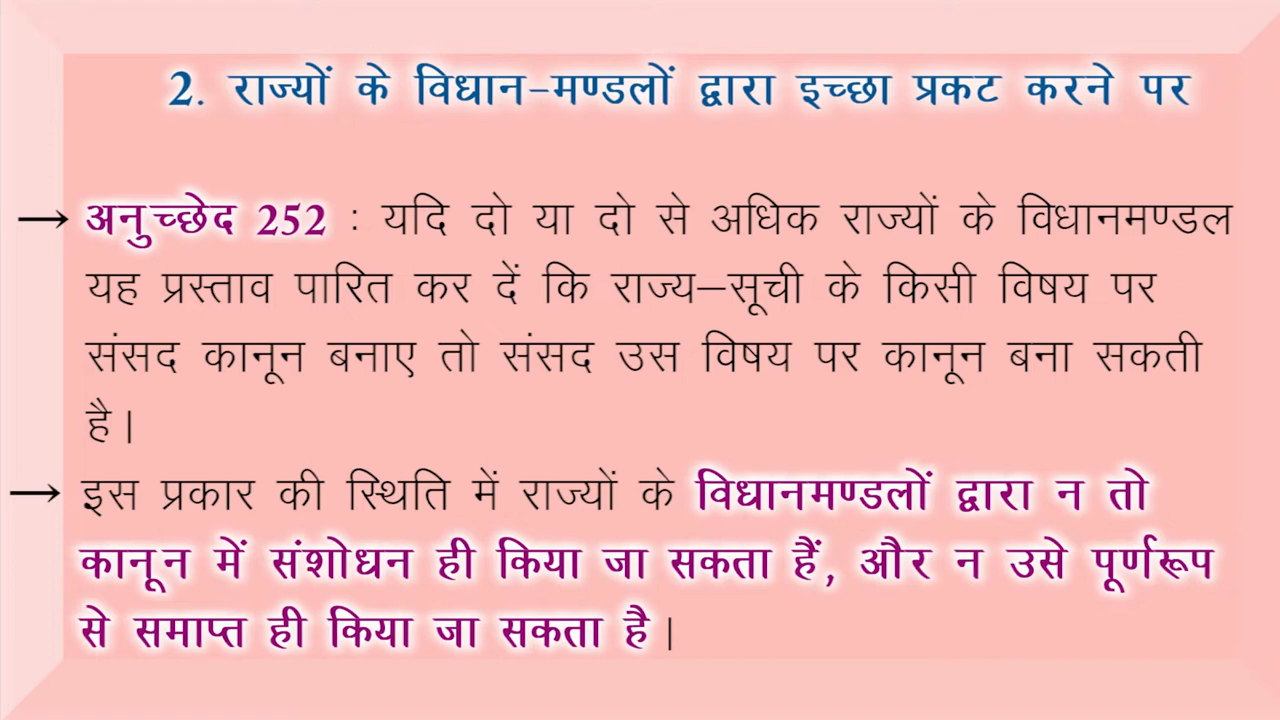 2. राज्यों के विधान-मण्डलों द्वारा इच्छा प्रकट करने पर
→ अनुच्छेद 252 : यदि दो या दो से अधिक राज्यों के विधानमण्डल
यह प्रस्ताव पारित कर दें कि राज्य–सूची के किसी विषय पर
संसद कानून बनाए तो संसद उस विषय पर कानून बना सकती
है।
→ इस प्रकार की स्थिति में राज्यों के विधानमण्डलों द्वारा न तो
कानून में संशोधन ही किया जा सकता हैं, और न उसे पूर्णरूप
से समाप्त ही किया जा सकता है।